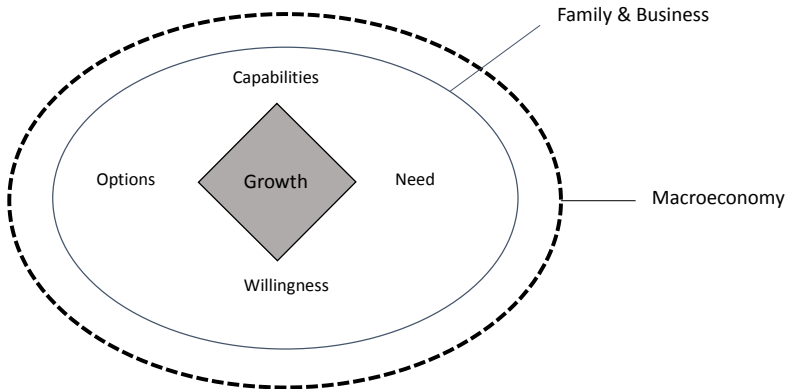 Family & Business
Capabilities
Options
Growth
Need
Macroeconomy
Willingness